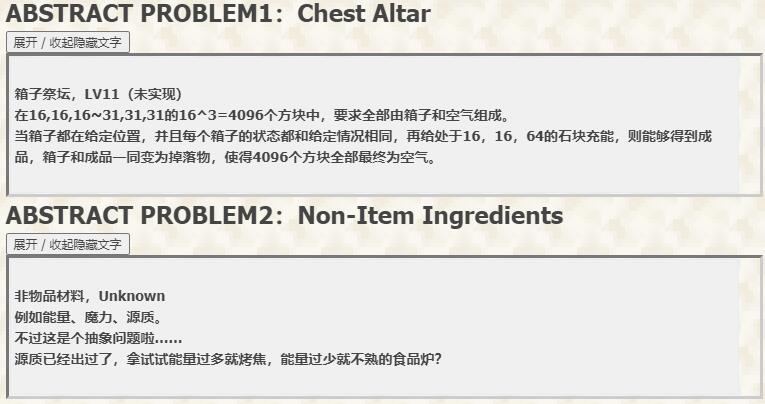 ABSTRACT PROBLEM1：Chest Altar
展开 / 收起隐藏文字
箱子祭坛，LV11（未实现）
在16,16,16~31,31,31的16^3=4096个方块中，要求全部由箱子和空气组成。
当箱子都在给定位置，并且每个箱子的状态都和给定情况相同，再给处于16，16，64的石块充能，则能够得到成
品，箱子和成品一同变为掉落物，使得4096个方块全部最终为空气。
ABSTRACT PROBLEM2：Non-Item Ingredients
展开 / 收起隐藏文字
非物品材料，Unknown
例如能量、魔力、源质。
不过这是个抽象问题啦......
源质已经出过了，拿试试能量过多就烤焦，能量过少就不熟的食品炉？